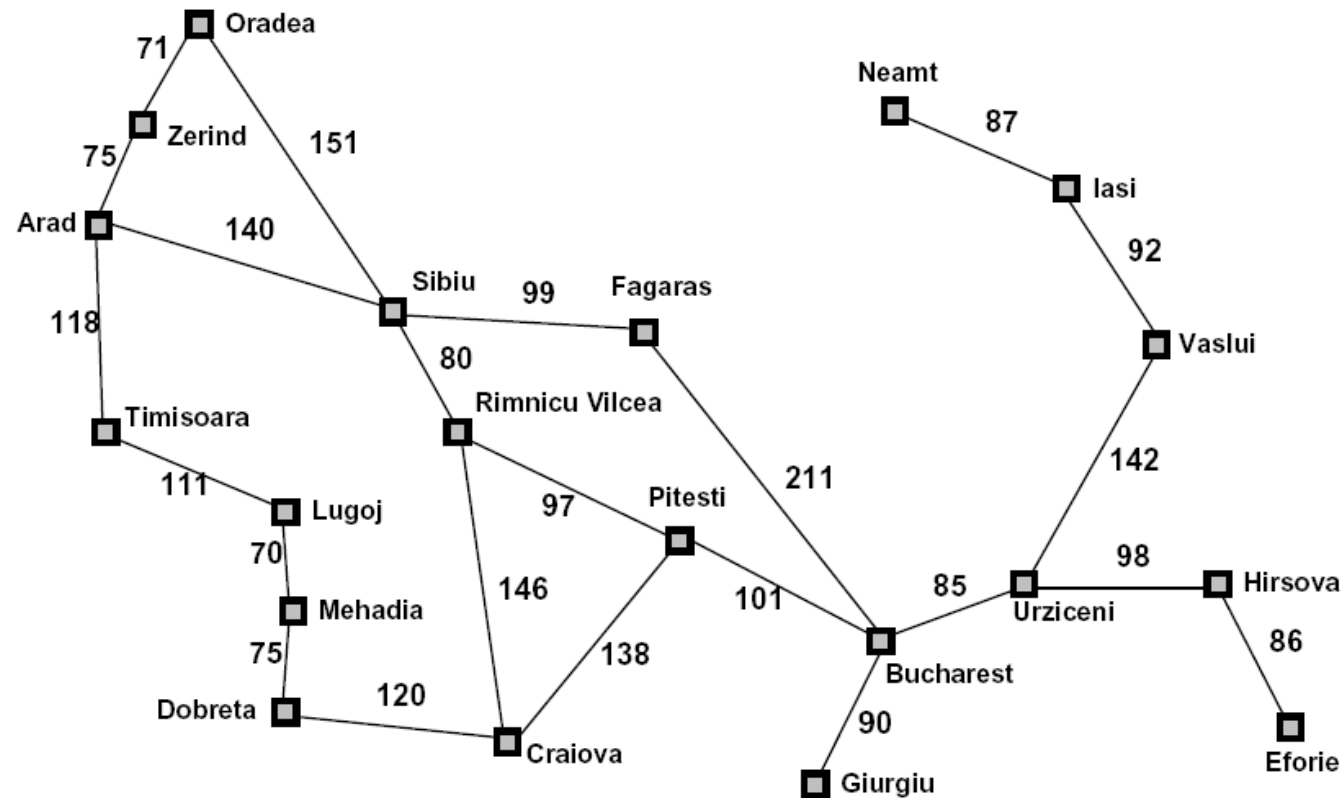 Oradea
71
Neamt
87
Zerind
151
75
Iasi
Arad
140
92
Sibiu
99
Fagaras
118
Vaslui
80
Timisoara
Rimnicu Vilcea
142
111
211
Lugoj
97
Pitesti
70
98
Hirsova
146
85
Mehadia
101
Urziceni
75
138
86
Bucharest
Dobreta
120
90
Craiova
Eforie
Giurgiu